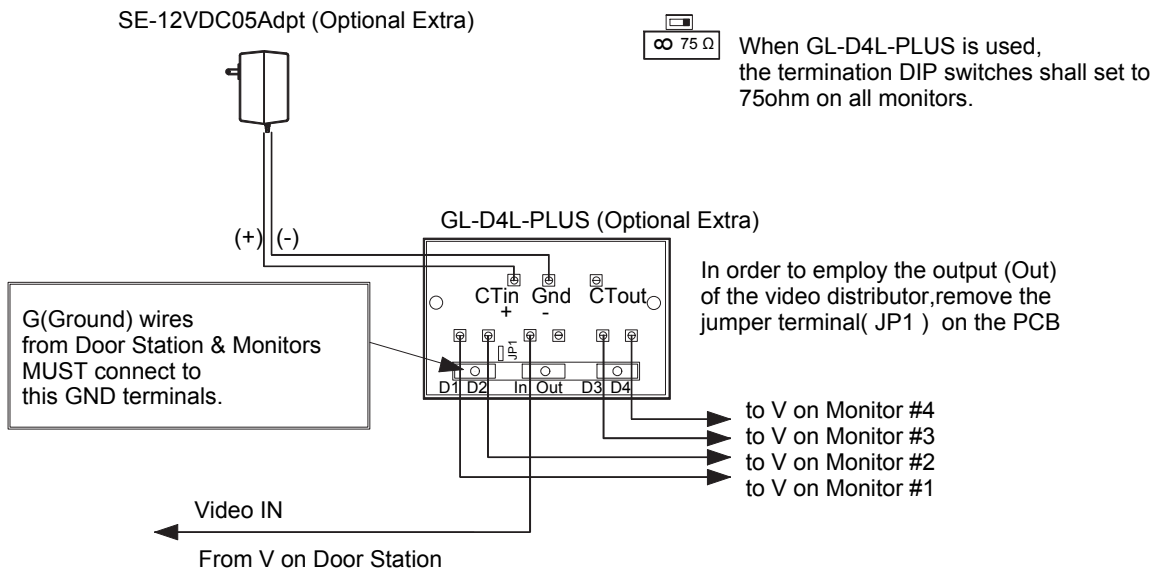 SE-12VDC05Adpt (Optional Extra)
∞ 75 Ω
When GL-D4L-PLUS is used,
the termination DIP switches shall set to
75ohm on all monitors.
GL-D4L-PLUS (Optional Extra)
(+) (-)
CTin Gnd CTout
+ -
In order to employ the output (Out)
of the video distributor,remove the
jumper terminal( JP1 ) on the PCB
G(Ground) wires
from Door Station & Monitors
MUST connect to
this GND terminals.
JP1
D1 D2 In Out D3 D4
to V on Monitor #4
to V on Monitor #3
to V on Monitor #2
to V on Monitor #1
Video IN
From V on Door Station